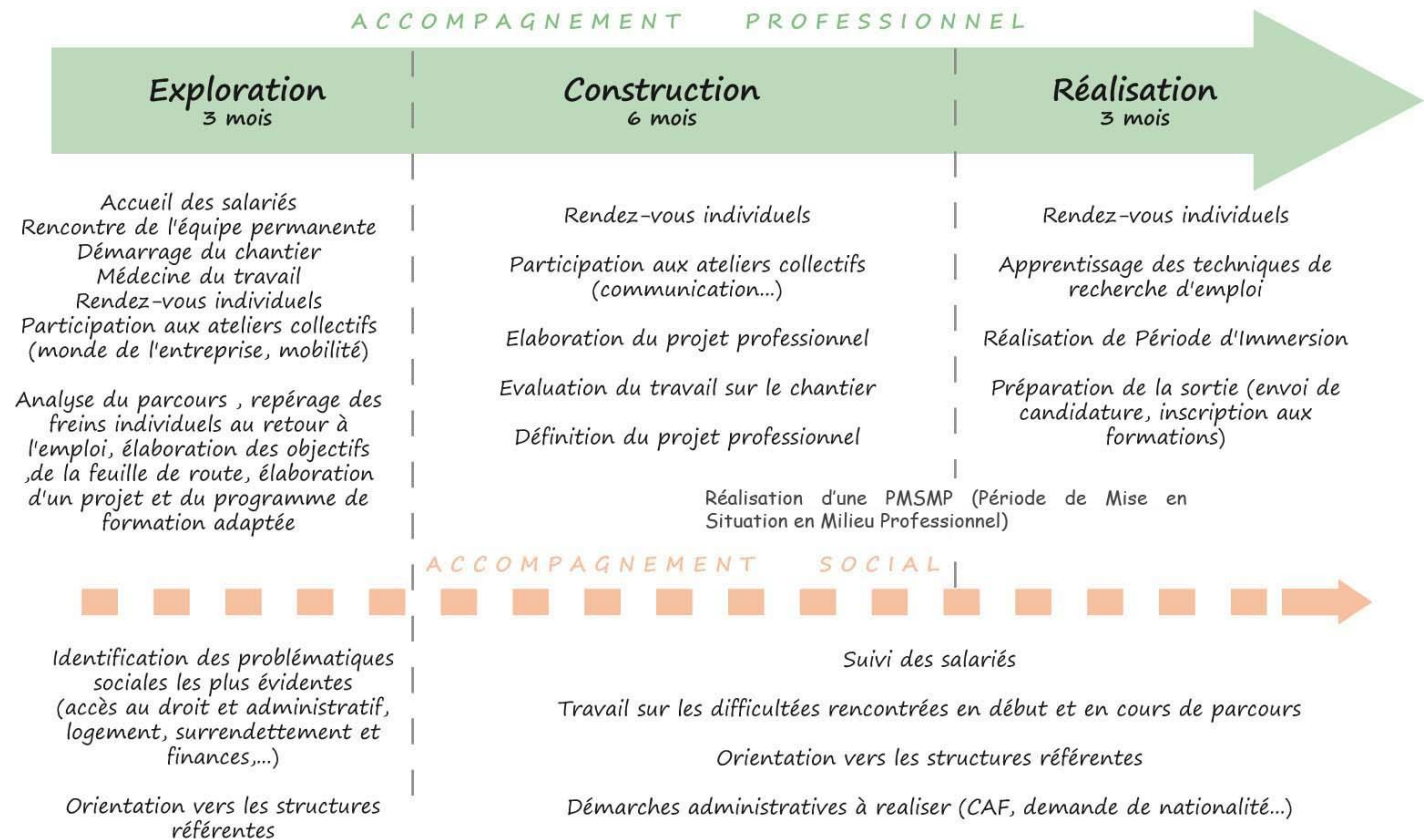 ACCOMPAGNEMENT PROFESSIONNEL
Exploration
3 mois
Construction
6 mois
Réalisation
3 mois
Accueil des salariés
Rencontre de l'équipe permanente
Démarrage du chantier
Médecine du travail
Rendez-vous individuels
Participation aux ateliers collectifs
(monde de l'entreprise, mobilité)
Analyse du parcours , repérage des
freins individuels au retour à
l'emploi, élaboration des objectifs
,de la feuille de route, élaboration
d'un projet et du programme de
formation adaptée
Rendez-vous individuels
Participation aux ateliers collectifs
(communication...)
Elaboration du projet professionnel
Evaluation du travail sur le chantier
Définition du projet professionnel
Rendez-vous individuels
Apprentissage des techniques de
recherche d'emploi
Réalisation de Période d'Immersion
Préparation de la sortie (envoi de
candidature, inscription aux
formations)
Réalisation d'une PMSMP (Période de Mise en
Situation en Milieu Professionnel)
ACCOMPAGNEMENT SOCIAL
Identification des problématiques
sociales les plus évidentes
(accès au droit et administratif,
logement, surrendettement et
finances,...)
Orientation vers les structures
référentes
Suivi des salariés
Travail sur les difficultées rencontrées en début et en cours de parcours
Orientation vers les structures référentes
Démarches administratives à realiser (CAF, demande de nationalité...)